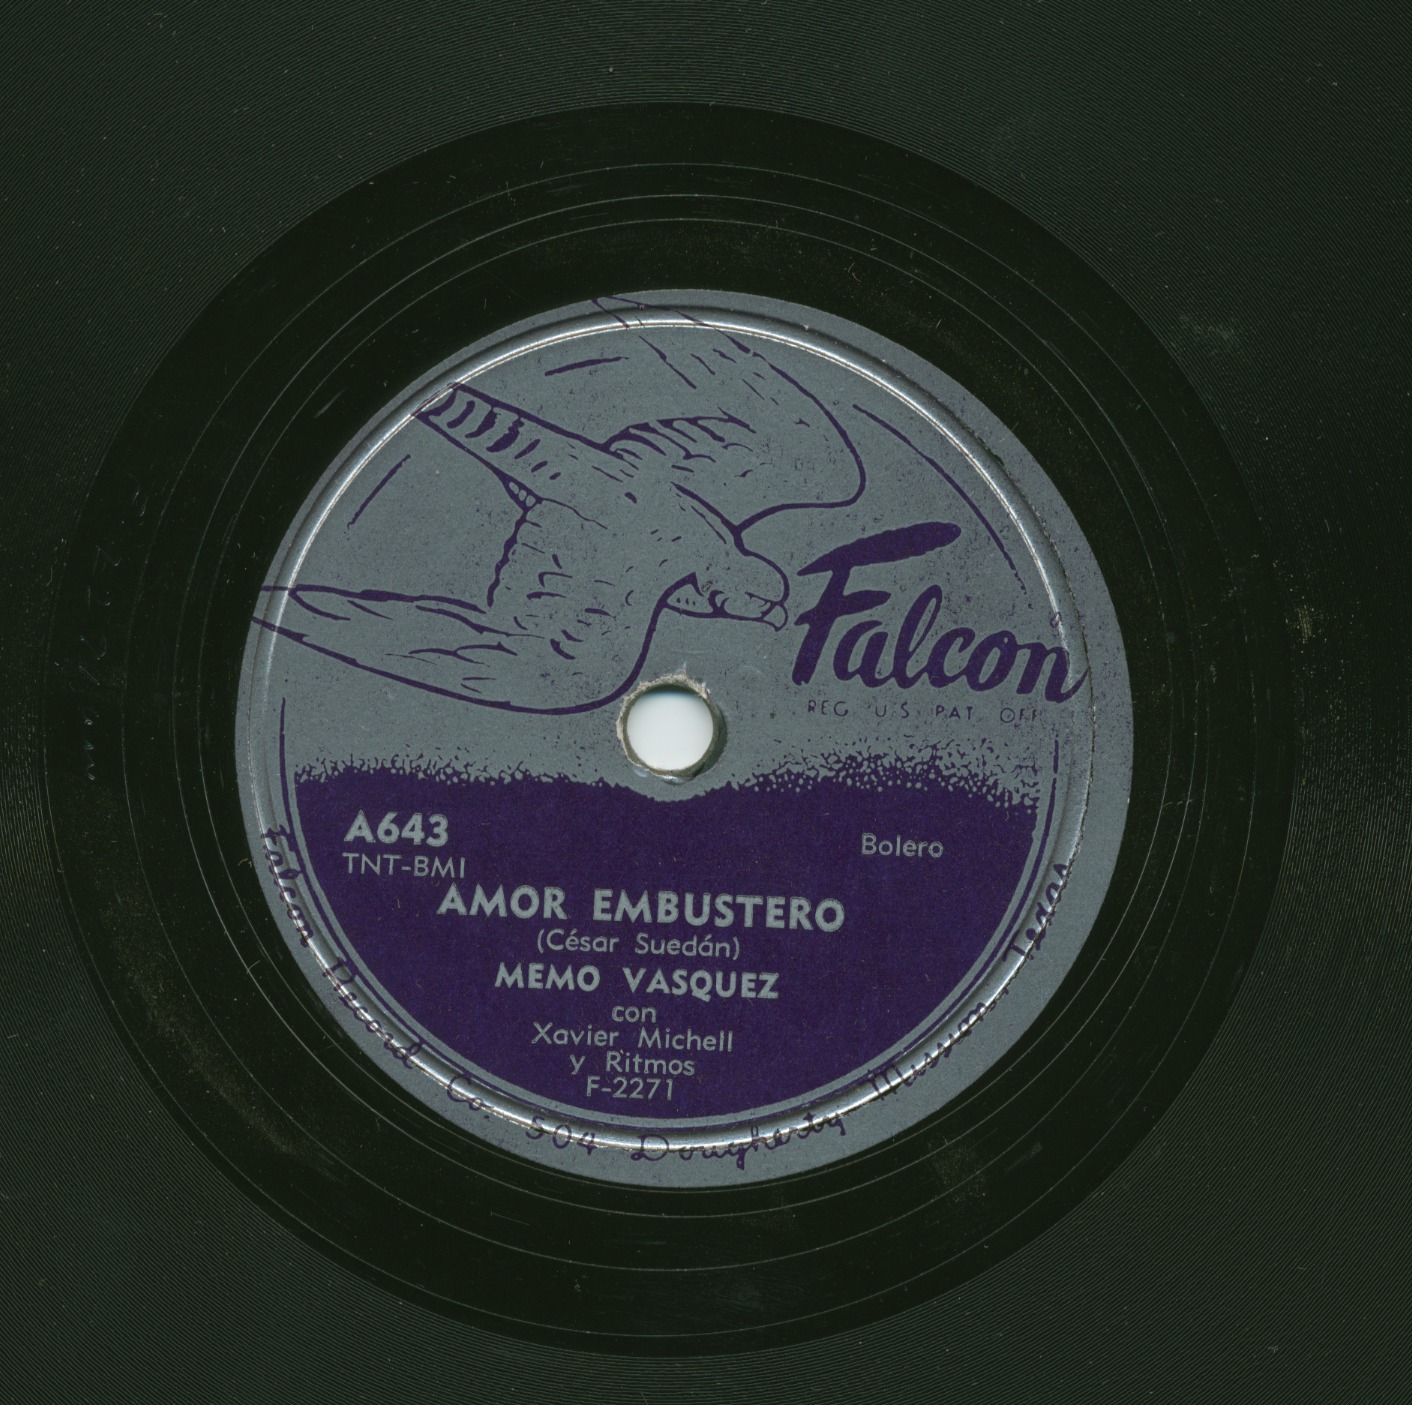 Falcon
REG. U.S. PAT. OFF.
A643
Bolero
TNT-BMI
AMOR EMBUSTERO
(César Suedán)
MEMO VASQUEZ
con
Xavier Michell
y Ritmos
F-2271
Falcon Record Co. 504 Dougherty Mission, Texas